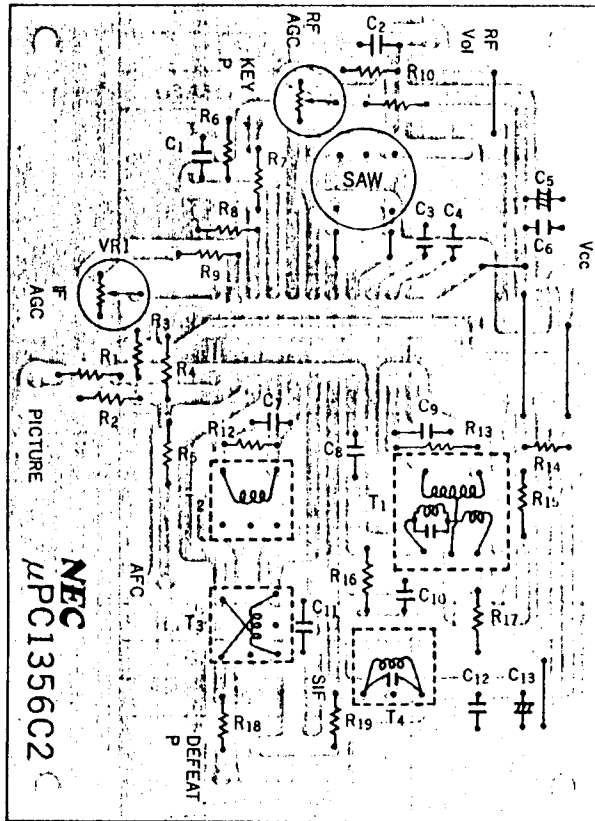 C2
RF
Vol
RF
AGC
R10
KEY
P
R6
C1
R7
SAW
C5
C6
Vcc
C3
C4
R8
R9
VR1
IF
AGC
R3
R1
R4
R2
PICTURE
R5
C7
R12
C8
C9
R13
R14
R15
T1
2
AFC
R16
C10
R17
T3
C11
SIF
T4
C12
C13
R18
R19
DEFEAT
P
NEC
μPC1356C2